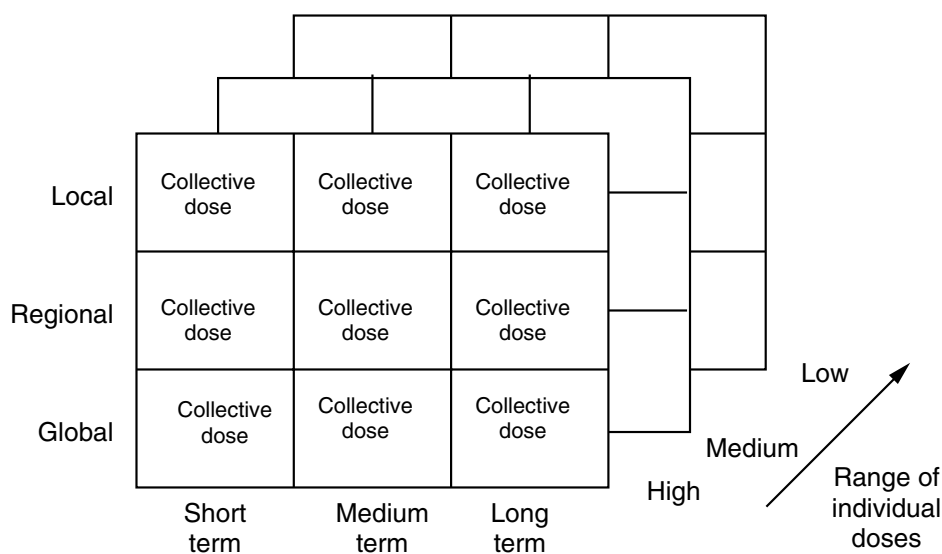 Local
Collective
dose
Collective
dose
Collective
dose
Regional
Collective
dose
Collective
dose
Collective
dose
Global
Collective
dose
Collective
dose
Collective
dose
Short
term
Medium
term
Long
term
High
Medium
Low
Range of
individual
doses